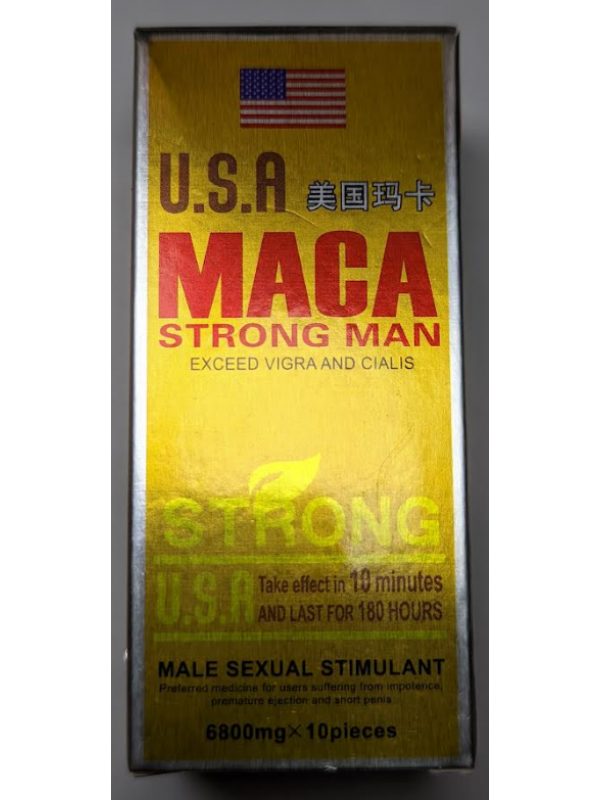 U.S.A 美国玛卡
MACA
STRONG MAN
EXCEED VIGRA AND CIALIS
STRONG
U.S.A
Take effect in 10 minutes
AND LAST FOR 180 HOURS
MALE SEXUAL STIMULANT
Preferred medicine for users suffering from impotence,
premature ejection and short penis
6800mg×10pieces